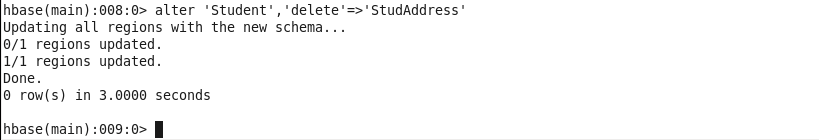 hbase(main):008:0> alter 'Student','delete'=>'StudAddress'
Updating all regions with the new schema...
0/1 regions updated.
1/1 regions updated.
Done.
0 row(s) in 3.0000 seconds
hbase(main):009:0>